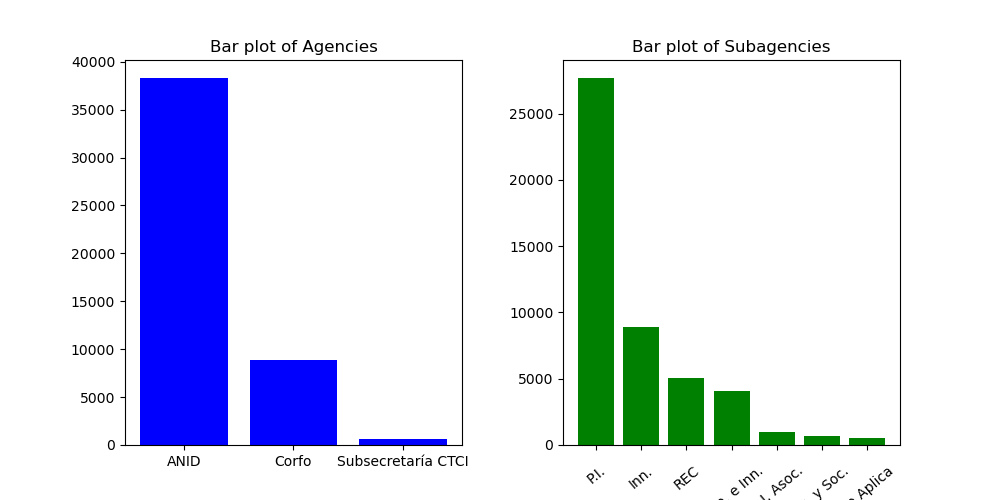 Bar plot of Agencies
40000
35000
30000
25000
20000
15000
10000
5000
0
ANID
Corfo
Subsecretaría CTCI
Bar plot of Subagencies
25000
20000
15000
10000
5000
0
P.I.
Inn.
REC
e Inn.
Asoc.
y Soc.
Aplica